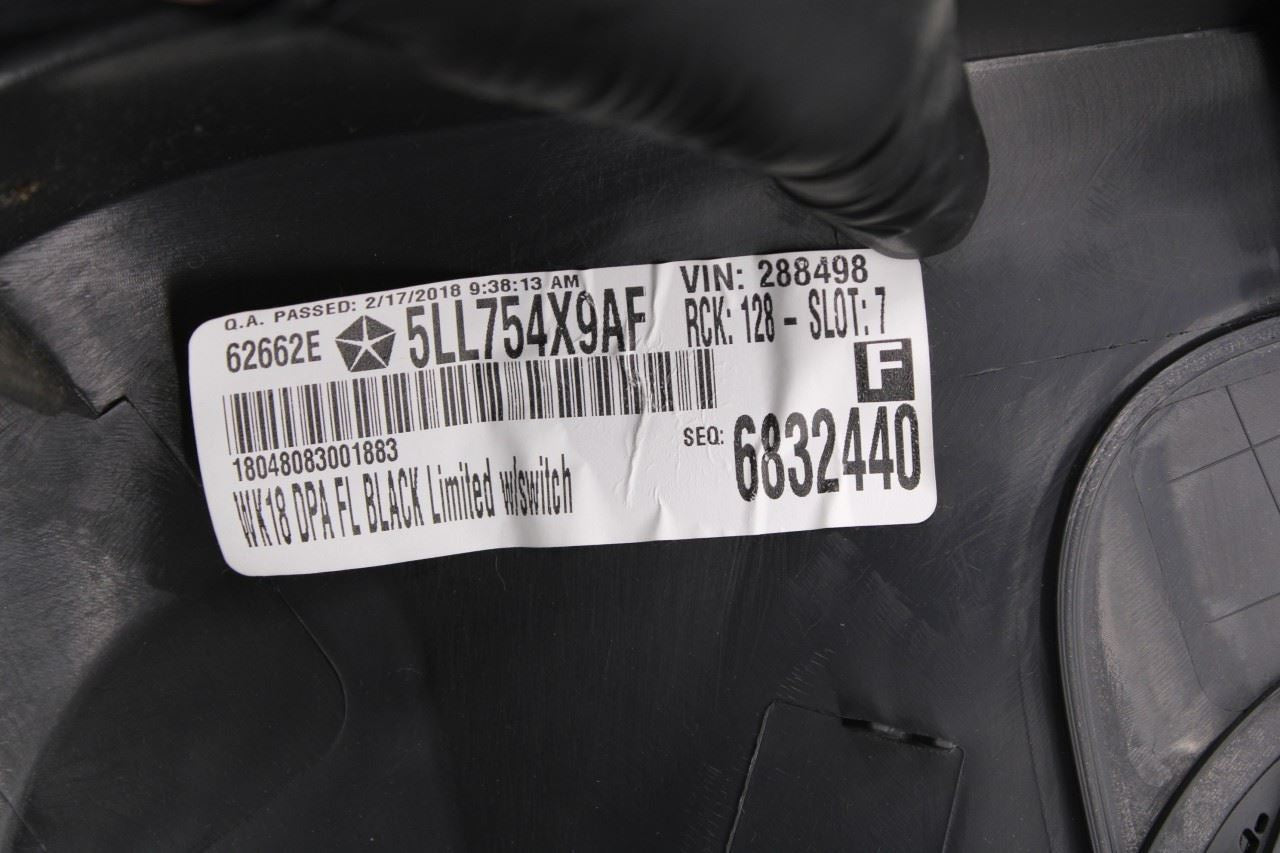 Q.A. PASSED: 2/17/2018 9:38:13 AM
VIN: 288498
62662E 5LL754X9AF
RCK: 128 - SLOT: 7
F
18048083001883
SEQ: 6832440
WK18 DPA FL BLACK Limited w/switch